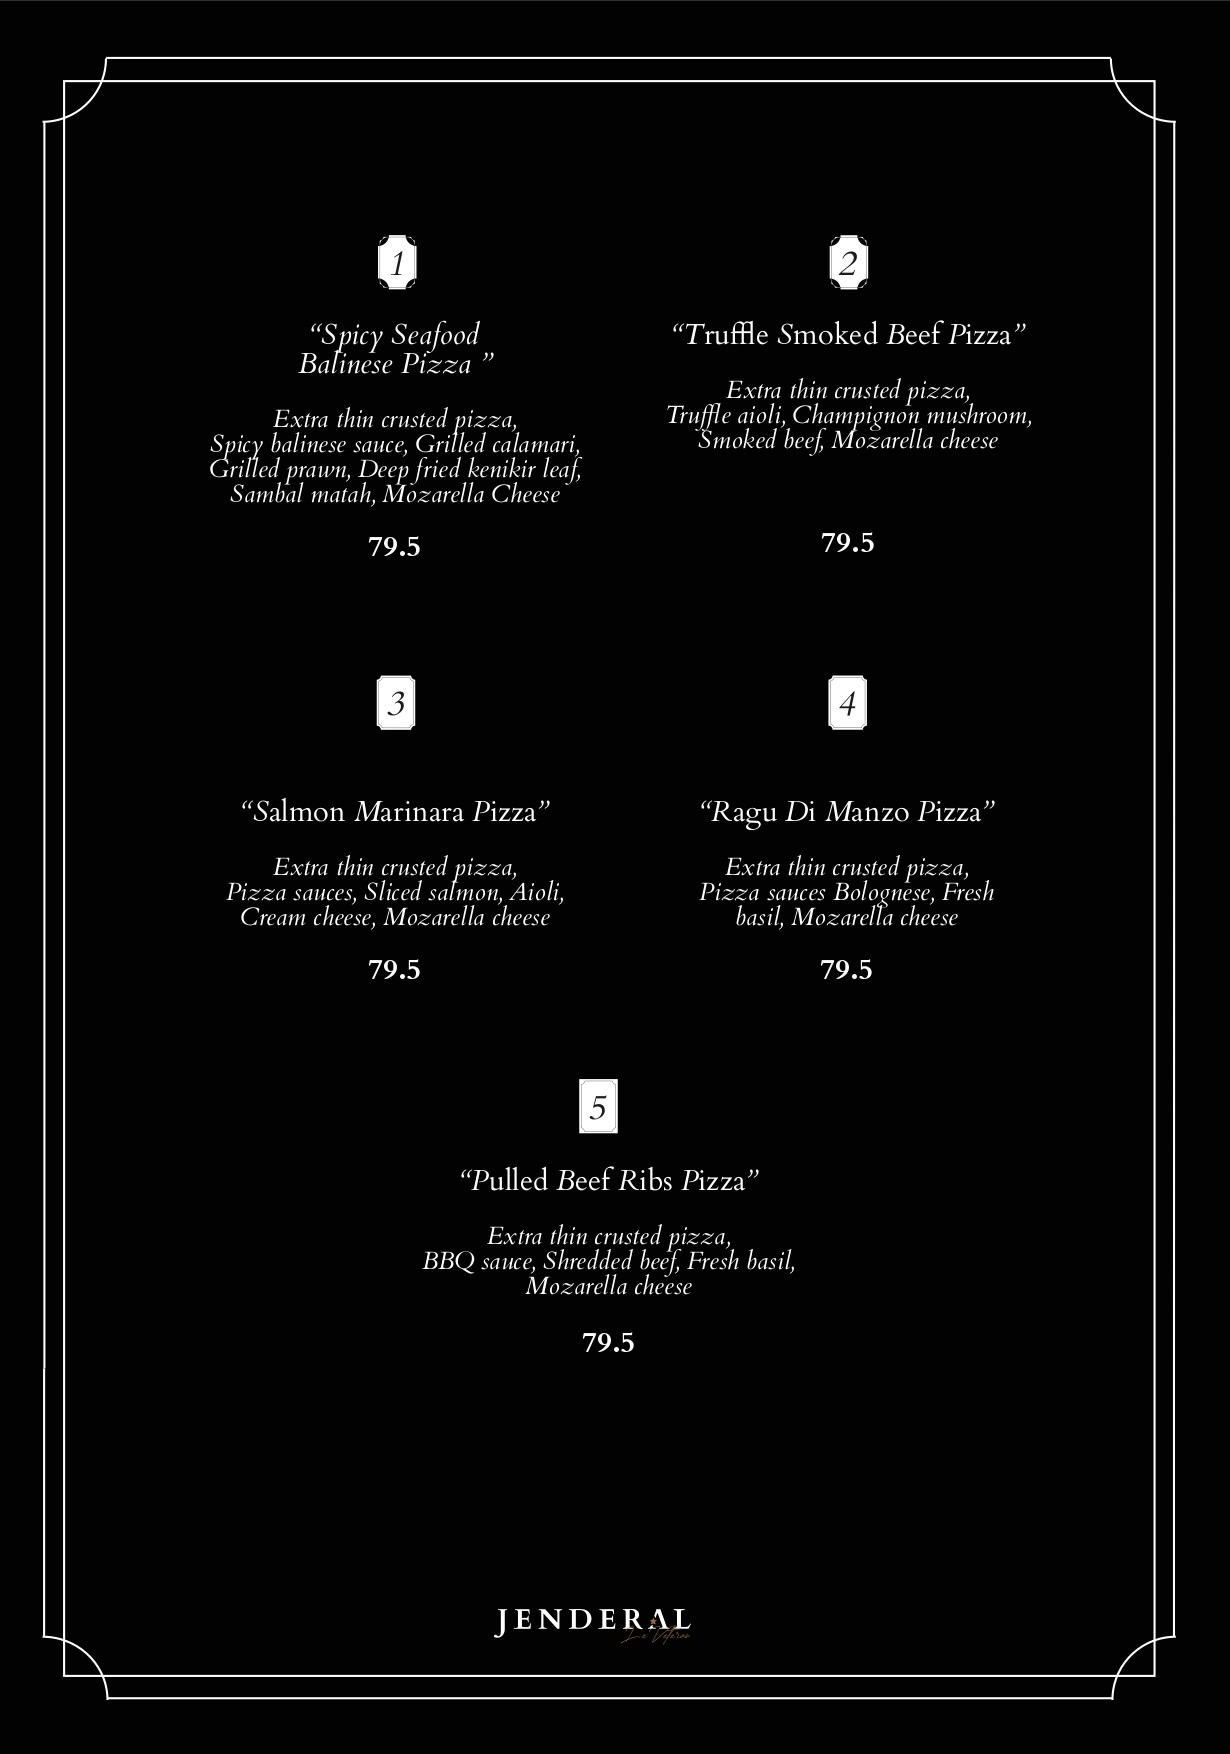 1
“Spicy Seafood
Balinese Pizza ”
Extra thin crusted pizza,
Spicy balinese sauce, Grilled calamari,
Grilled prawn, Deep fried kenikir leaf,
Sambal matah, Mozarella Cheese
79.5
2
“Truffle Smoked Beef Pizza”
Extra thin crusted pizza,
Truffle aioli, Champignon mushroom,
Smoked beef, Mozarella cheese
79.5
3
“Salmon Marinara Pizza”
Extra thin crusted pizza,
Pizza sauces, Sliced salmon, Aioli,
Cream cheese, Mozarella cheese
79.5
4
“Ragu Di Manzo Pizza”
Extra thin crusted pizza,
Pizza sauces Bolognese, Fresh
basil, Mozarella cheese
79.5
5
“Pulled Beef Ribs Pizza”
Extra thin crusted pizza,
BBQ sauce, Shredded beef, Fresh basil,
Mozarella cheese
79.5
JENDERAL